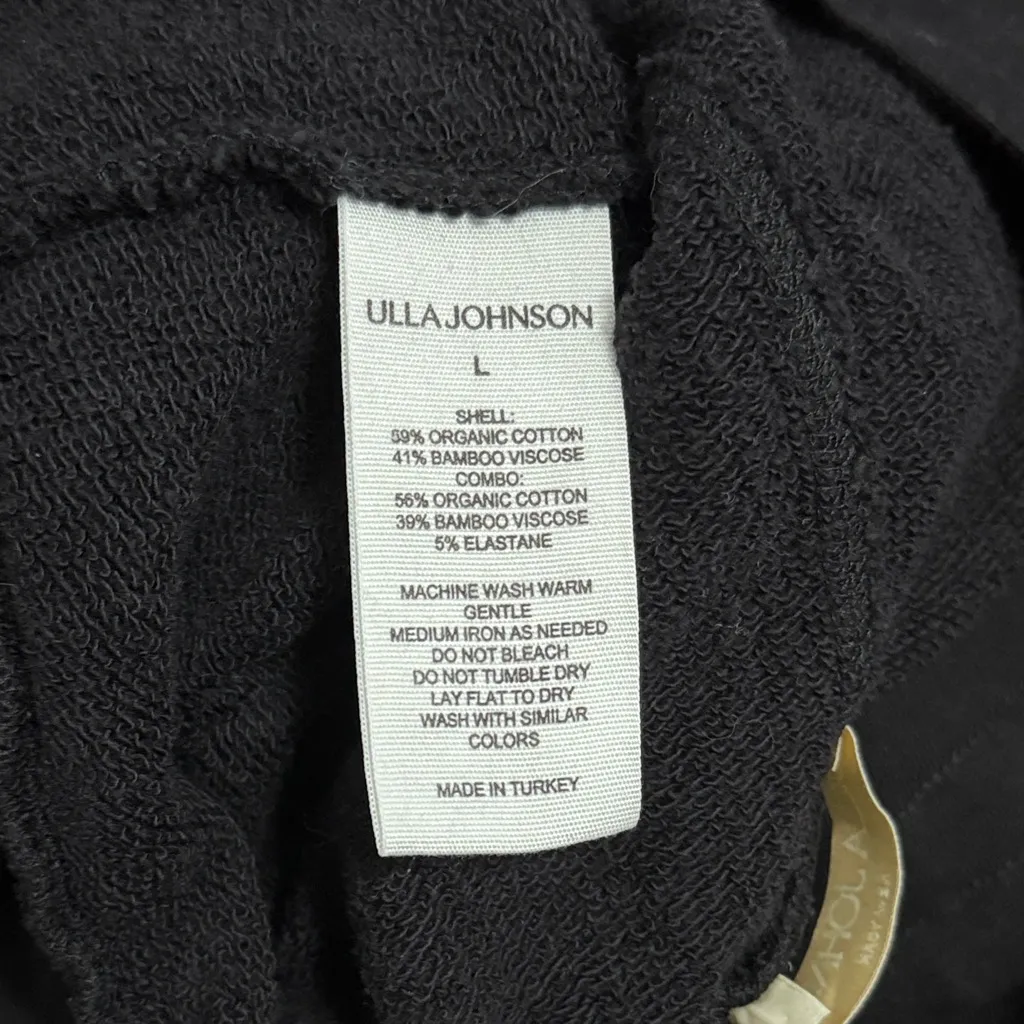 ULLA JOHNSON
L
SHELL:
59% ORGANIC COTTON
41% BAMBOO VISCOSE
COMBO:
56% ORGANIC COTTON
39% BAMBOO VISCOSE
5% ELASTANE
MACHINE WASH WARM
GENTLE
MEDIUM IRON AS NEEDED
DO NOT BLEACH
DO NOT TUMBLE DRY
LAY FLAT TO DRY
WASH WITH SIMILAR
COLORS
MADE IN TURKEY